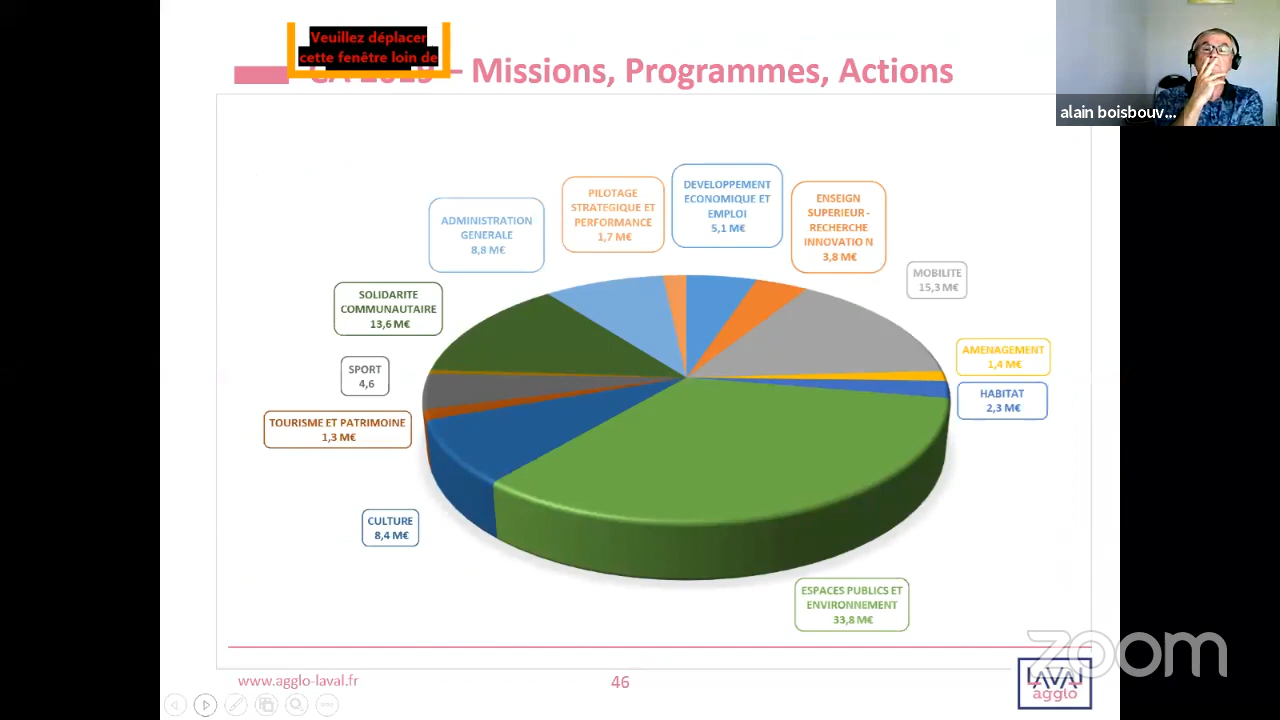 Veuillez déplacer
cette fenêtre loin de
– Missions, Programmes, Actions
alain boisbouv...
DEVELOPPEMENT
ECONOMIQUE ET
EMPLOI
5,1 M€
PILOTAGE
STRATEGIQUE ET
PERFORMANCE
1,7 M€
ENSEIGN
SUPERIEUR -
RECHERCHE
INNOVATIO N
3,8 M€
ADMINISTRATION
GENERALE
8,8 M€
MOBILITE
15,3 M€
SOLIDARITE
COMMUNAUTAIRE
13,6 M€
AMENAGEMENT
1,4 M€
SPORT
4,6
HABITAT
2,3 M€
TOURISME ET PATRIMOINE
1,3 M€
CULTURE
8,4 M€
ESPACES PUBLICS ET
ENVIRONNEMENT
33,8 M€
zoom
www.agglo-laval.fr
46
LAVAL
agglo